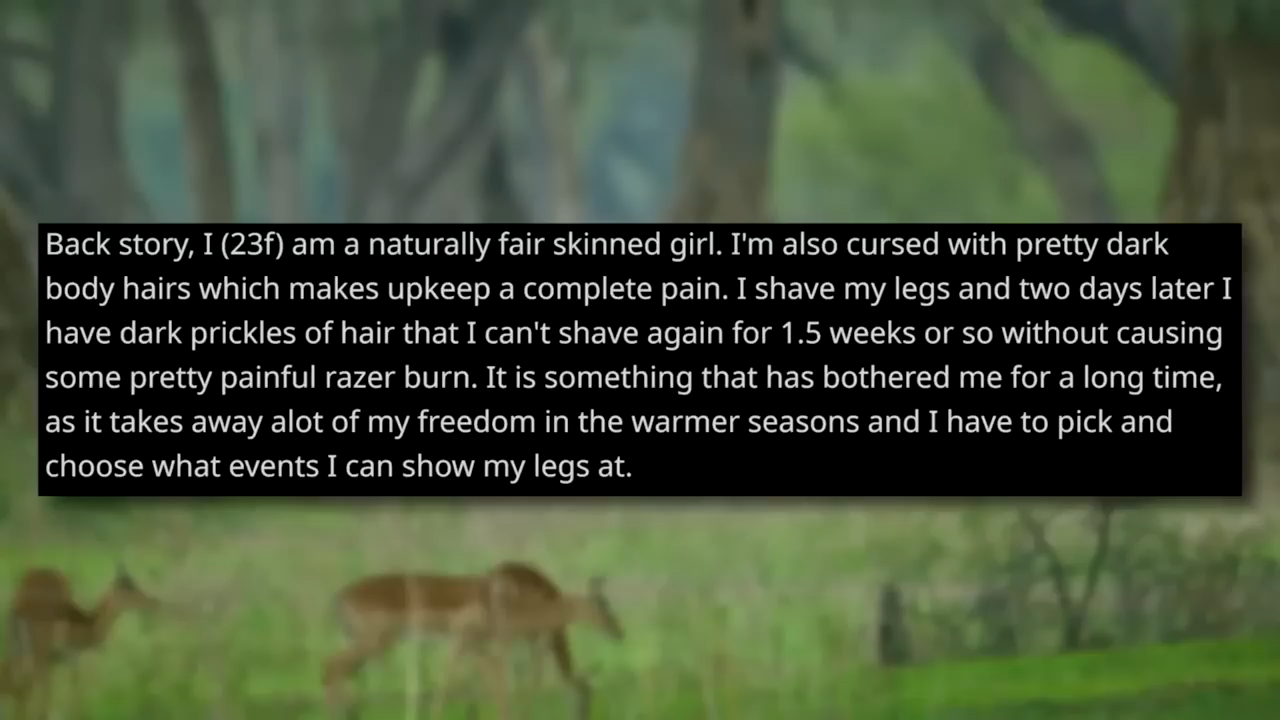 Back story, I (23f) am a naturally fair skinned girl. I'm also cursed with pretty dark
body hairs which makes upkeep a complete pain. I shave my legs and two days later I
have dark prickles of hair that I can't shave again for 1.5 weeks or so without causing
some pretty painful razer burn. It is something that has bothered me for a long time,
as it takes away alot of my freedom in the warmer seasons and I have to pick and
choose what events I can show my legs at.